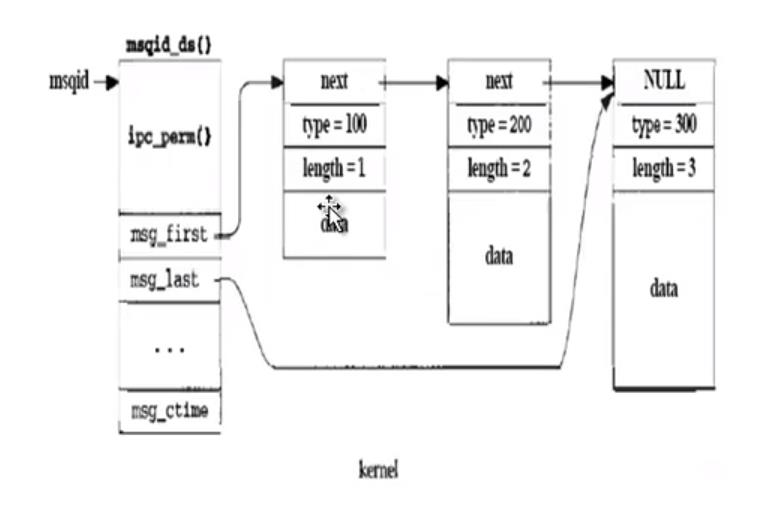 msqid_ds{}
msqid
ipc_perm{}
msg_first
msg_last
...
msg_ctime
next
type = 100
length = 1
data
next
type = 200
length = 2
data
NULL
type = 300
length = 3
data
kernel